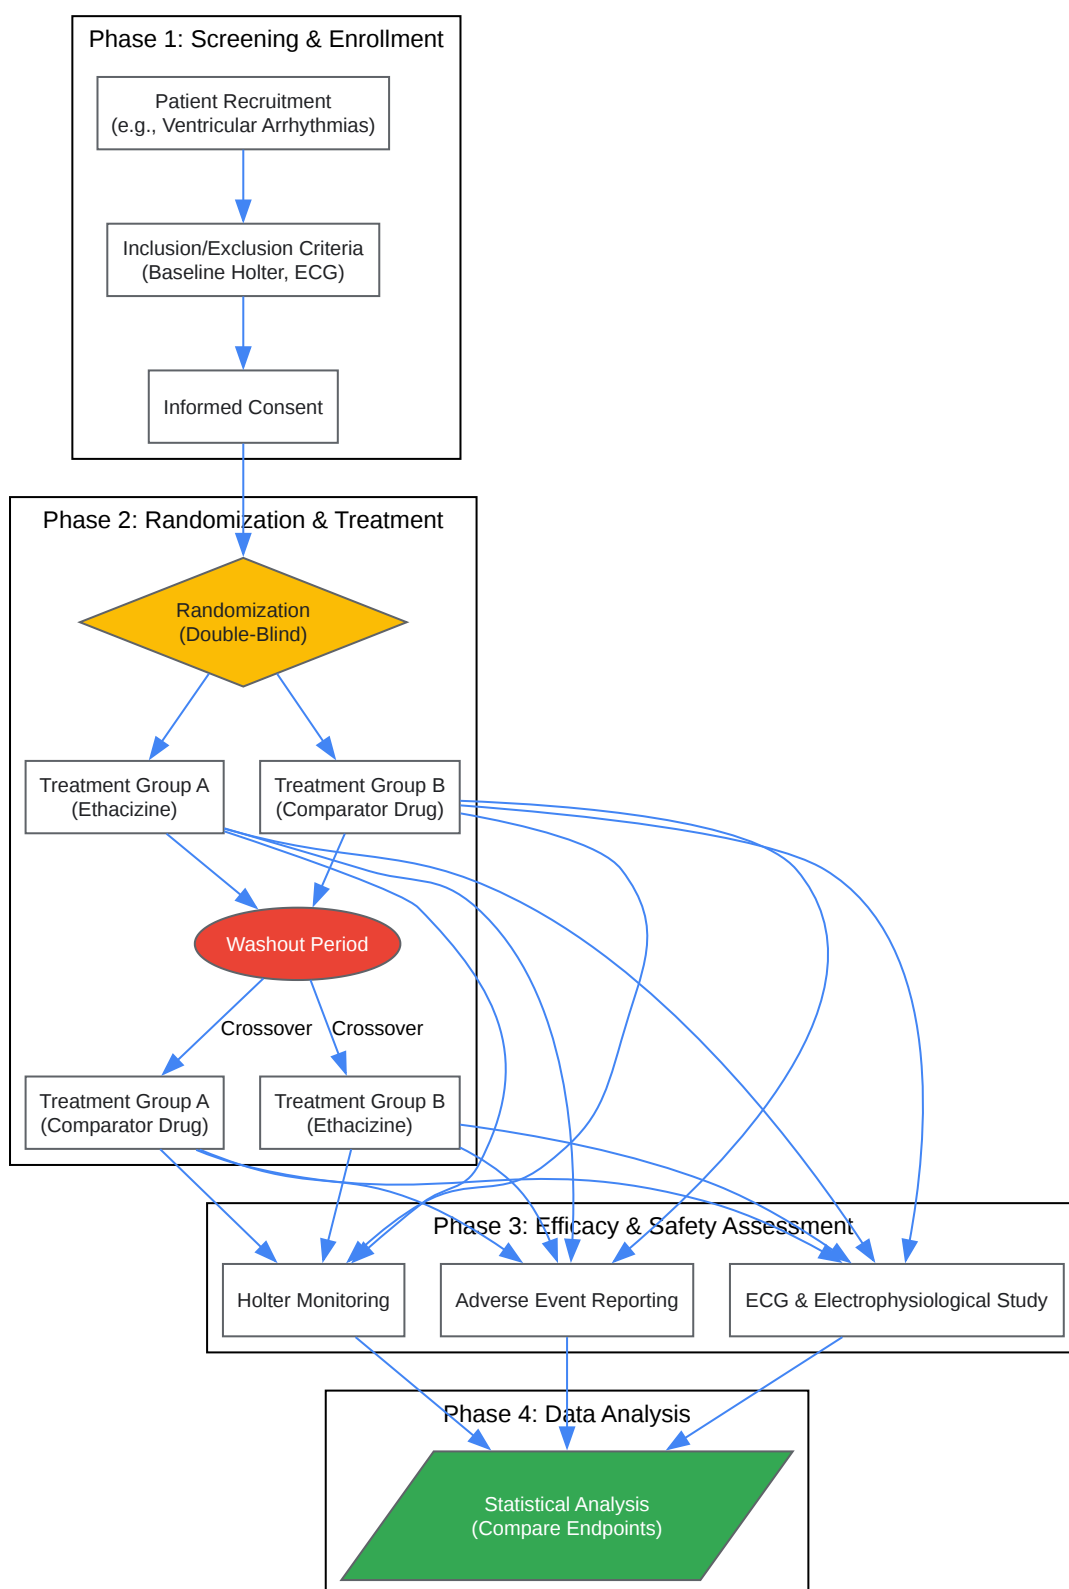 Phase 1: Screening & Enrollment
Patient Recruitment
(e.g., Ventricular Arrhythmias)
Inclusion/Exclusion Criteria
(Baseline Holter, ECG)
Informed Consent
Phase 2: Randomization & Treatment
Randomization
(Double-Blind)
Treatment Group A
(Ethacizine)
Treatment Group B
(Comparator Drug)
Washout Period
Crossover
Crossover
Treatment Group A
(Comparator Drug)
Treatment Group B
(Ethacizine)
Phase 3: Efficacy & Safety Assessment
Holter Monitoring
Adverse Event Reporting
ECG & Electrophysiological Study
Phase 4: Data Analysis
Statistical Analysis
(Compare Endpoints)